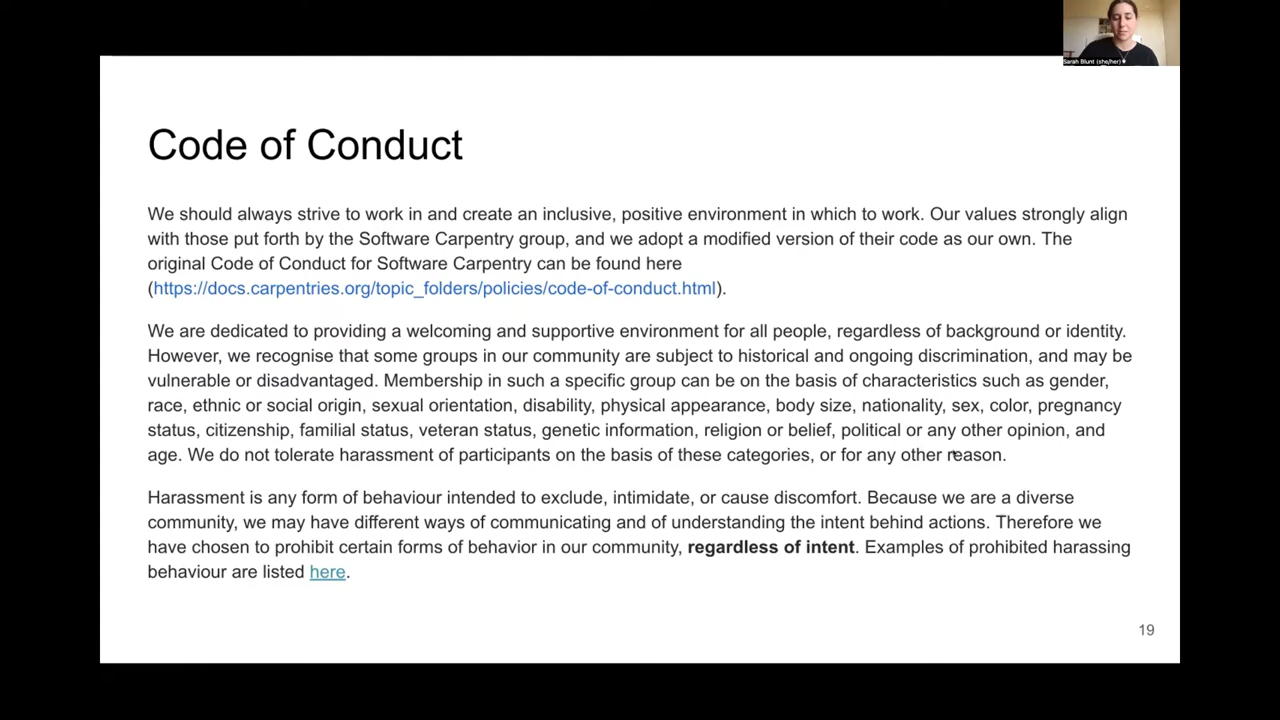 Sarah Blunt (she/her)
Code of Conduct
We should always strive to work in and create an inclusive, positive environment in which to work. Our values strongly align
with those put forth by the Software Carpentry group, and we adopt a modified version of their code as our own. The
original Code of Conduct for Software Carpentry can be found here
(https://docs.carpentries.org/topic_folders/policies/code-of-conduct.html).
We are dedicated to providing a welcoming and supportive environment for all people, regardless of background or identity.
However, we recognise that some groups in our community are subject to historical and ongoing discrimination, and may be
vulnerable or disadvantaged. Membership in such a specific group can be on the basis of characteristics such as gender,
race, ethnic or social origin, sexual orientation, disability, physical appearance, body size, nationality, sex, color, pregnancy
status, citizenship, familial status, veteran status, genetic information, religion or belief, political or any other opinion, and
age. We do not tolerate harassment of participants on the basis of these categories, or for any other reason.
Harassment is any form of behaviour intended to exclude, intimidate, or cause discomfort. Because we are a diverse
community, we may have different ways of communicating and of understanding the intent behind actions. Therefore we
have chosen to prohibit certain forms of behavior in our community, regardless of intent. Examples of prohibited harassing
behaviour are listed here.
19